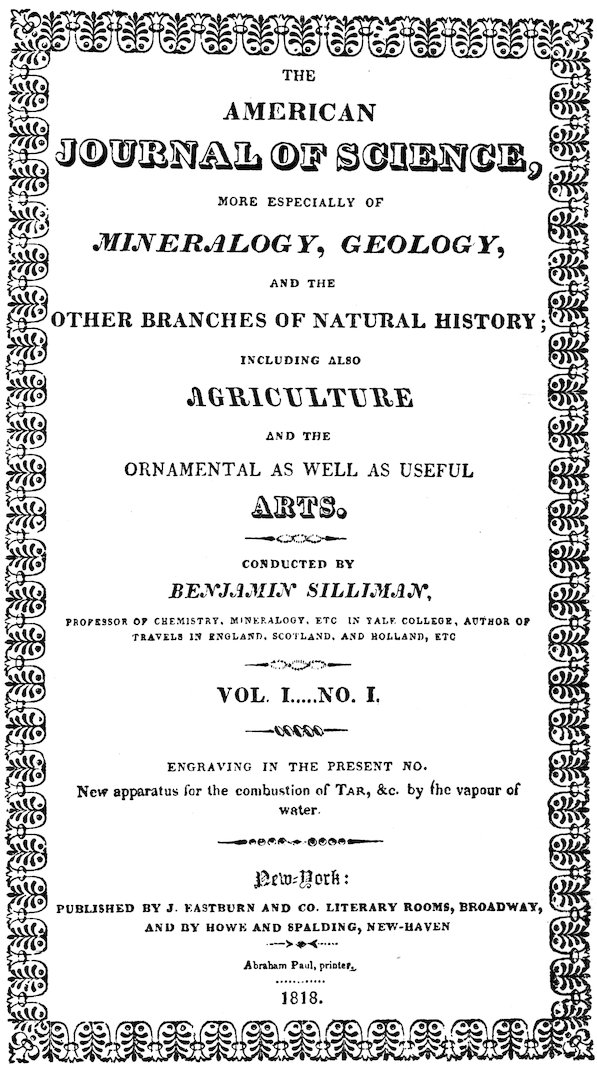 THE
AMERICAN
JOURNAL OF SCIENCE,
MORE ESPECIALLY OF
MINERALOGY, GEOLOGY,
AND THE
OTHER BRANCHES OF NATURAL HISTORY;
INCLUDING ALSO
AGRICULTURE
AND THE
ORNAMENTAL AS WELL AS USEFUL
ARTS.
CONDUCTED BY
BENJAMIN SILLIMAN,
PROFESSOR OF CHEMISTRY, MINERALOGY, ETC IN YALE COLLEGE, AUTHOR OF
TRAVELS IN ENGLAND, SCOTLAND, AND HOLLAND, ETC
VOL. I.....NO. I.
ENGRAVING IN THE PRESENT NO.
New apparatus for the combustion of TAR, &c. by the vapour of
water.
New-York:
PUBLISHED BY J. EASTBURN AND CO. LITERARY ROOMS, BROADWAY,
AND BY HOWE AND SPALDING, NEW-HAVEN
Abraham Paul, printer,
1818.